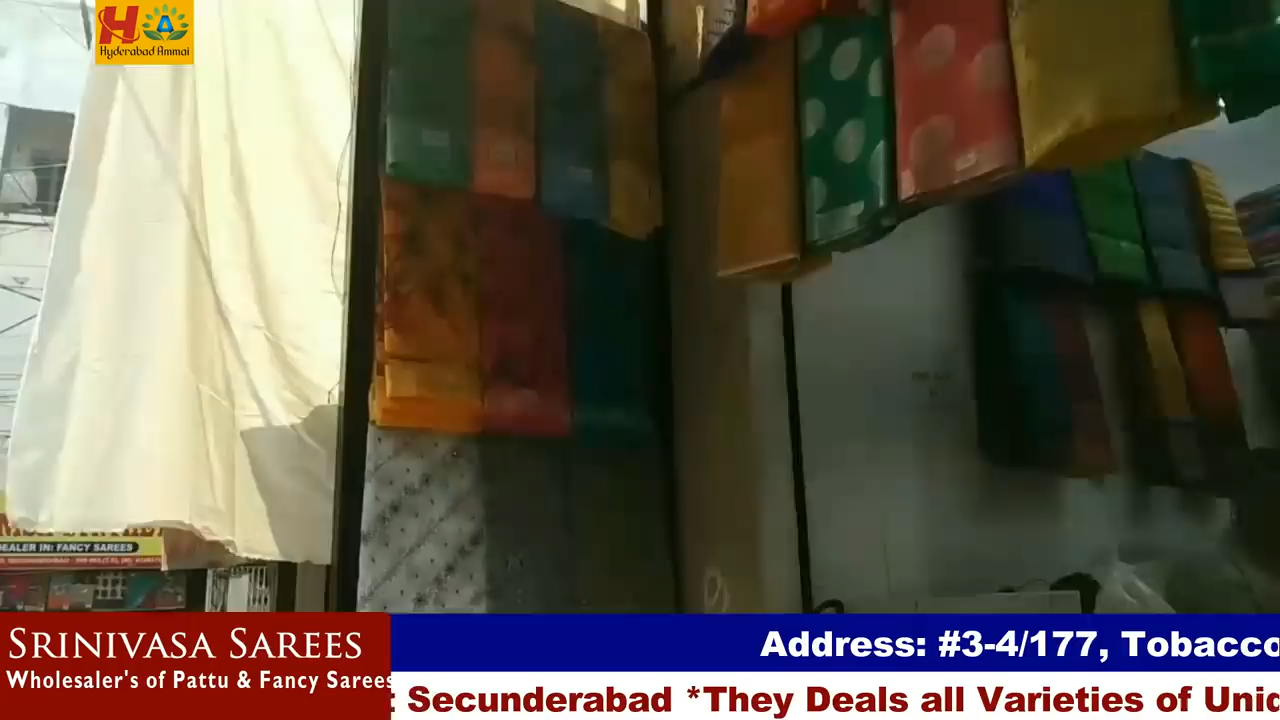 H A
Hyderabad Ammai
DEALER IN: FANCY SAREES
SRINIVASA SAREES
Wholesaler's of Pattu & Fancy Sarees
Address: #3-4/177, Tobacco
: Secunderabad *They Deals all Varieties of Uniq